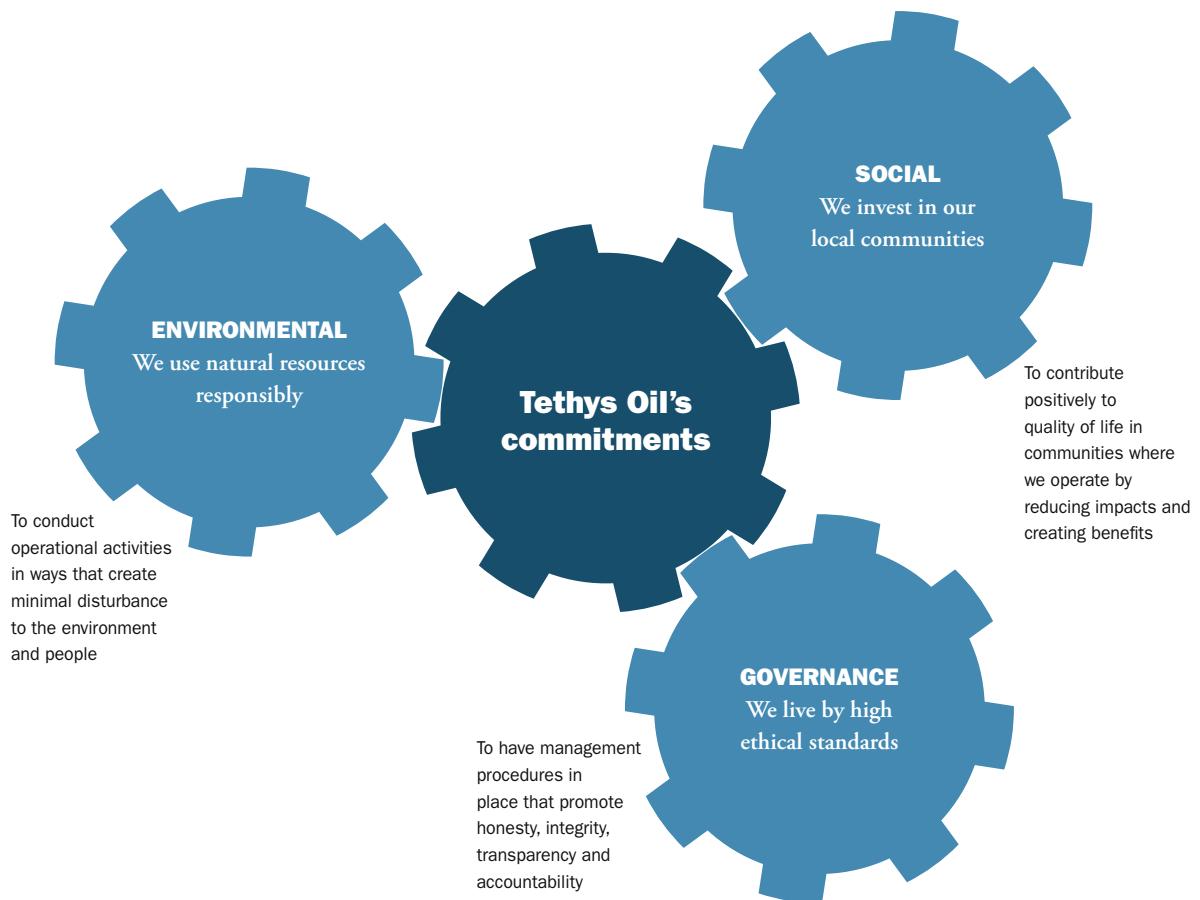 SOCIAL
We invest in our
local communities
To contribute
positively to
quality of life in
communities where
we operate by
reducing impacts and
creating benefits
ENVIRONMENTAL
We use natural resources
responsibly
To conduct
operational activities
in ways that create
minimal disturbance
to the environment
and people
Tethys Oil’s
commitments
GOVERNANCE
We live by high
ethical standards
To have management
procedures in
place that promote
honesty, integrity,
transparency and
accountability